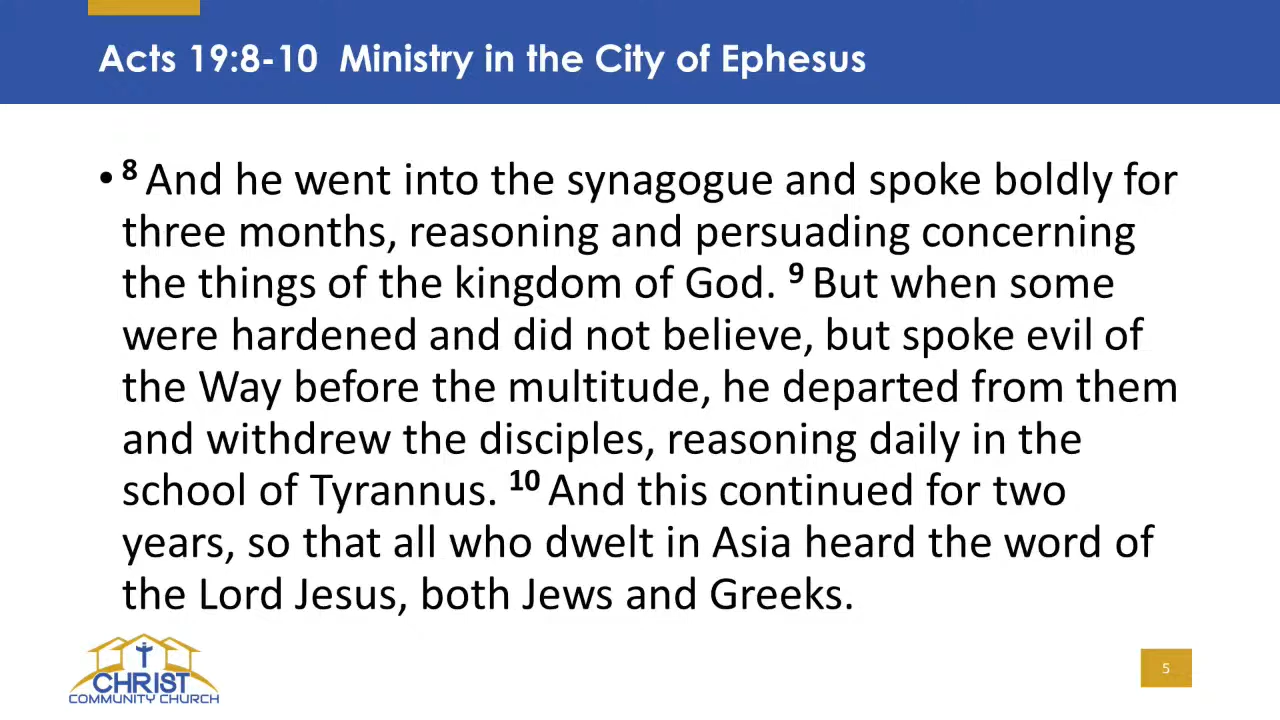 Acts 19:8-10 Ministry in the City of Ephesus
• 8 And he went into the synagogue and spoke boldly for
three months, reasoning and persuading concerning
the things of the kingdom of God. 9 But when some
were hardened and did not believe, but spoke evil of
the Way before the multitude, he departed from them
and withdrew the disciples, reasoning daily in the
school of Tyrannus. 10 And this continued for two
years, so that all who dwelt in Asia heard the word of
the Lord Jesus, both Jews and Greeks.
CHRIST
COMMUNITY CHURCH
5